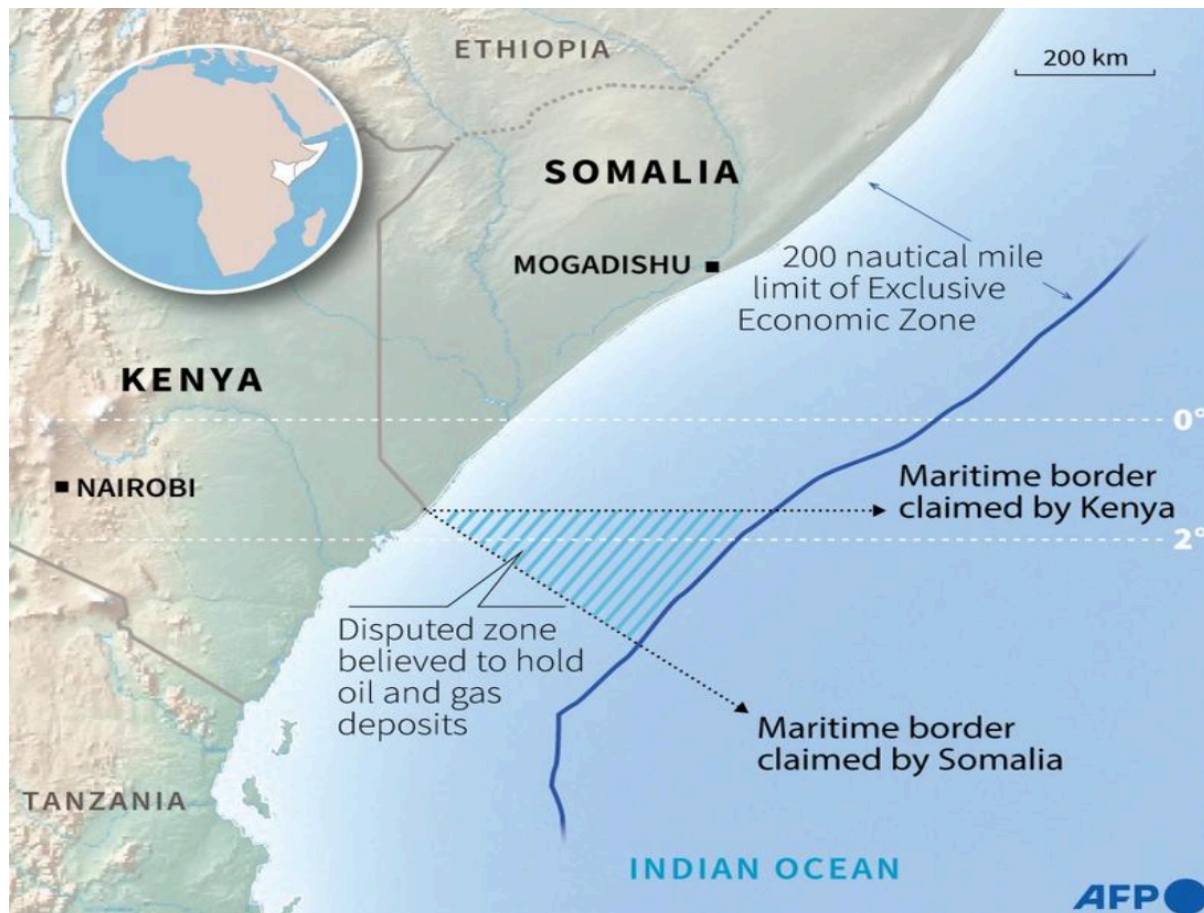 ETHIOPIA
200 km
SOMALIA
MOGADISHU
200 nautical mile
limit of Exclusive
Economic Zone
KENYA
0°
NAIROBI
Maritime border
claimed by Kenya
2°
Disputed zone
believed to hold
oil and gas
deposits
Maritime border
claimed by Somalia
TANZANIA
INDIAN OCEAN
AFP